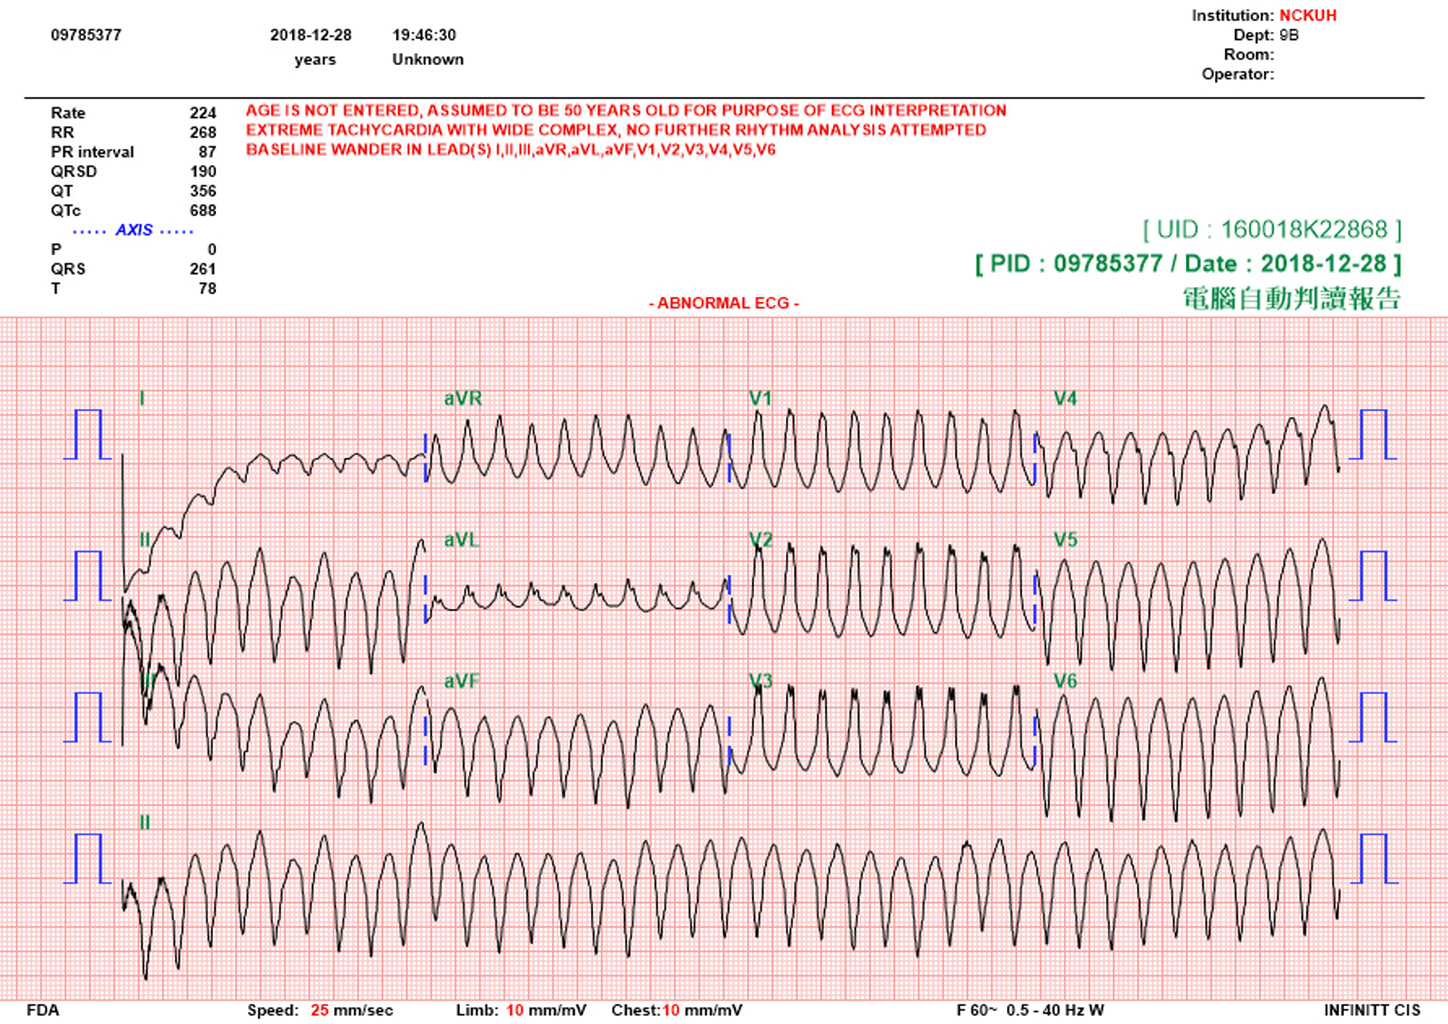 Institution: NCKUH
09785377 2018-12-28 19:46:30 Dept: 9B
years Unknown Room:
Operator:
Rate 224 AGE IS NOT ENTERED, ASSUMED TO BE 50 YEARS OLD FOR PURPOSE OF ECG INTERPRETATION
RR 268 EXTREME TACHYCARDIA WITH WIDE COMPLEX, NO FURTHER RHYTHM ANALYSIS ATTEMPTED
PR interval 87 BASELINE WANDER IN LEAD(S) I,II,III,aVR,aVL,aVF,V1,V2,V3,V4,V5,V6
QRSD 190
QT 356
QTc 688
····· AXIS ·····
[ UID : 160018K22868 ]
P 0
[ PID : 09785377 / Date : 2018-12-28 ]
QRS 261
T 78
電腦自動判讀報告
- ABNORMAL ECG -
I aVR V1 V4
II aVL V2 V5
aVF V3 V6
II
FDA Speed: 25 mm/sec Limb: 10 mm/mV Chest:10 mm/mV F 60~ 0.5 - 40 Hz W INFINITT CIS